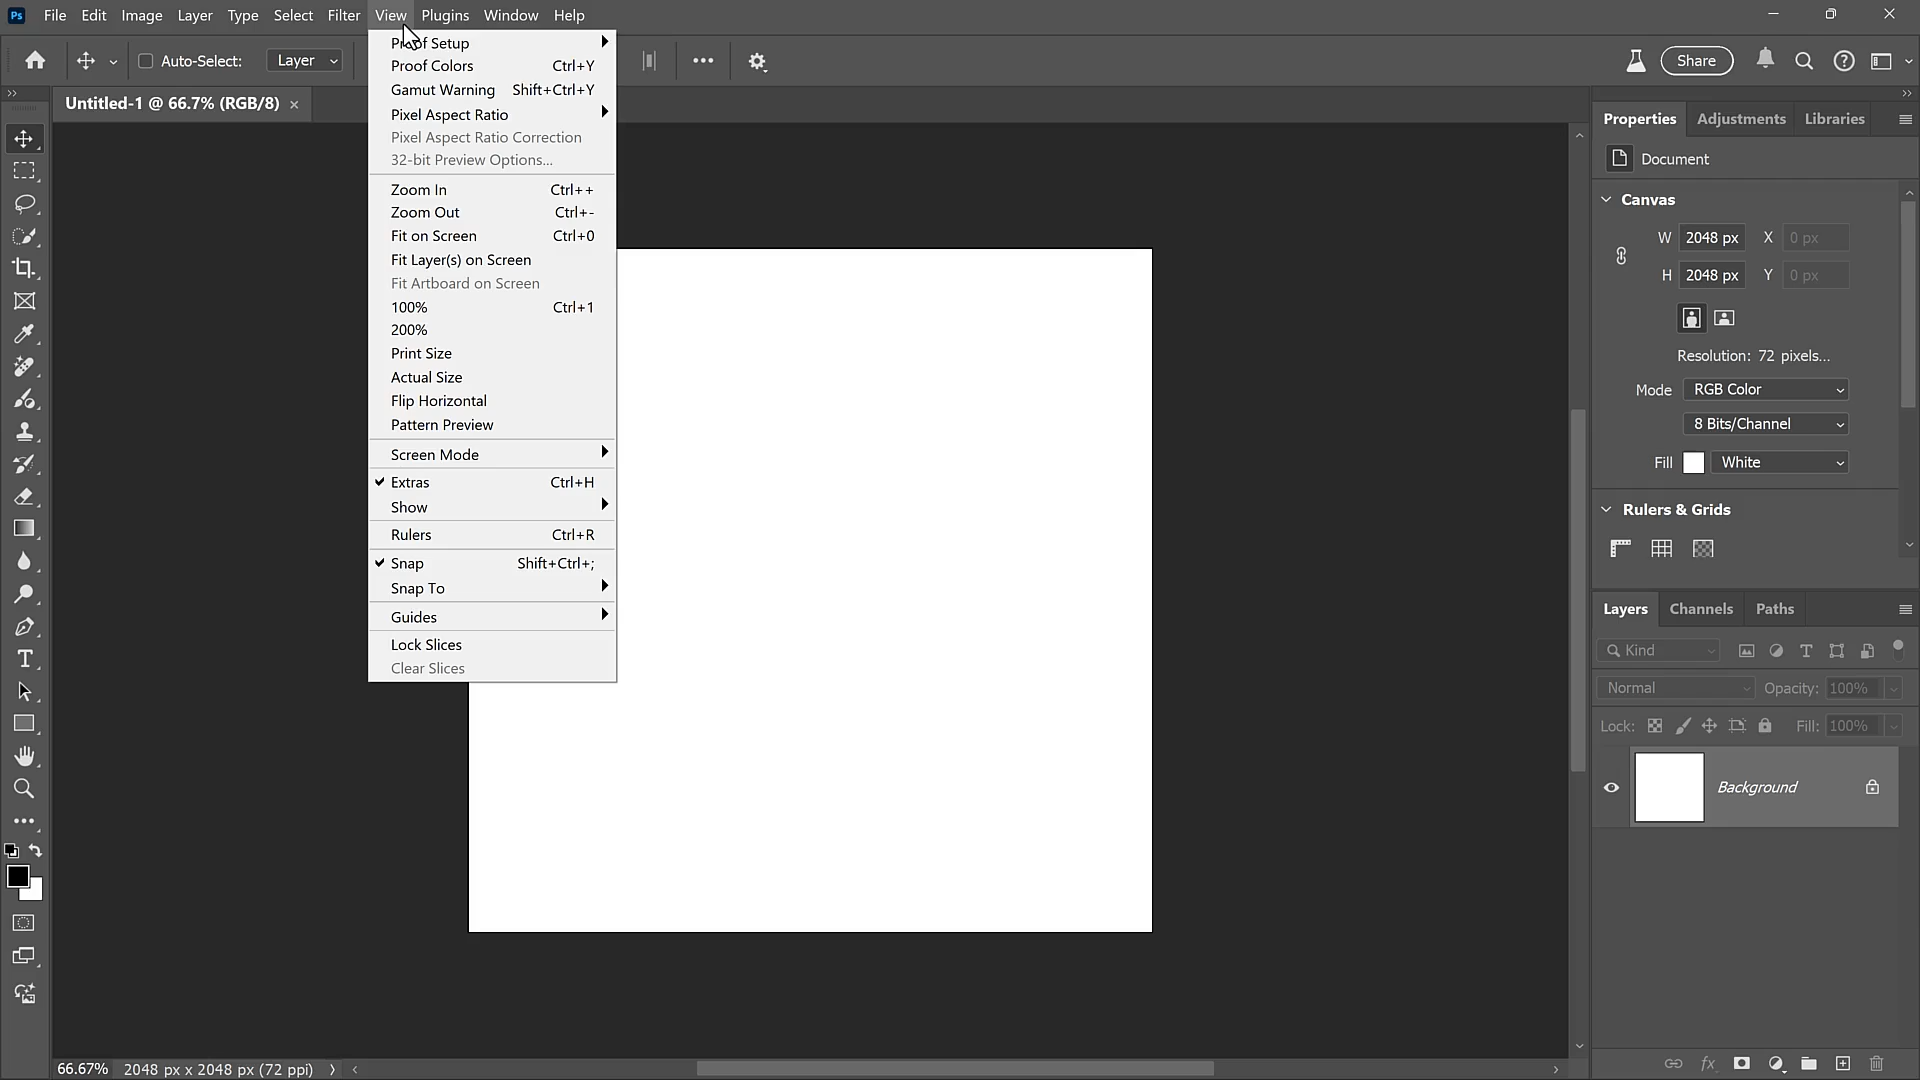 Ps File Edit Image Layer Type Select Filter View Plugins Window Help
Auto-Select: Layer Share
Untitled-1 @ 66.7% (RGB/8) ×
Proof Setup
Proof Colors Ctrl+Y
Gamut Warning Shift+Ctrl+Y
Pixel Aspect Ratio
Pixel Aspect Ratio Correction
32-bit Preview Options...
Zoom In Ctrl++
Zoom Out Ctrl+-
Fit on Screen Ctrl+0
Fit Layer(s) on Screen
Fit Artboard on Screen
100% Ctrl+1
200%
Print Size
Actual Size
Flip Horizontal
Pattern Preview
Screen Mode
Extras Ctrl+H
Show
Rulers Ctrl+R
Snap Shift+Ctrl+;
Snap To
Guides
Lock Slices
Clear Slices
Properties Adjustments Libraries
Document
Canvas
W 2048 px X 0 px
H 2048 px Y 0 px
Resolution: 72 pixels...
Mode RGB Color
8 Bits/Channel
Fill White
Rulers & Grids
Layers Channels Paths
Kind
Normal Opacity: 100%
Lock: Fill: 100%
Background
fx
66.67% 2048 px x 2048 px (72 ppi)